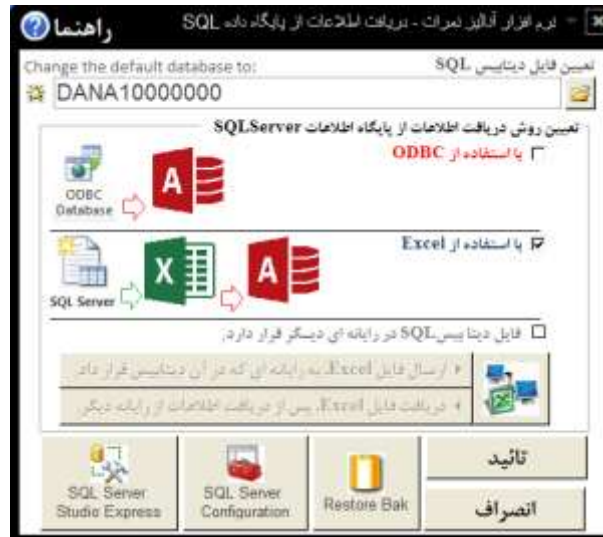 نرم افزار آنالیز نمرات - دریافت اطلاعات از پایگاه داده SQL
راهنما
تعیین فایل دیتابیس SQL
Change the default database to:
DANA10000000
تعیین روش دریافت اطلاعات از پایگاه اطلاعات SQLServer
با استفاده از ODBC
ODBC
Database
A
با استفاده از Excel
SQL Server
X
A
فایل دیتا بیس SQL در رایانه ای دیگر قرار دارد.
ارسال فایل Excel، به رایانه ای که در آن دیتابیس قرار داد
دریافت فایل Excel، پس از دریافت اطلاعات از رایانه دیگر.
تائید
SQL Server
Studio Express
SQL Server
Configuration
Restore Bak
انصراف